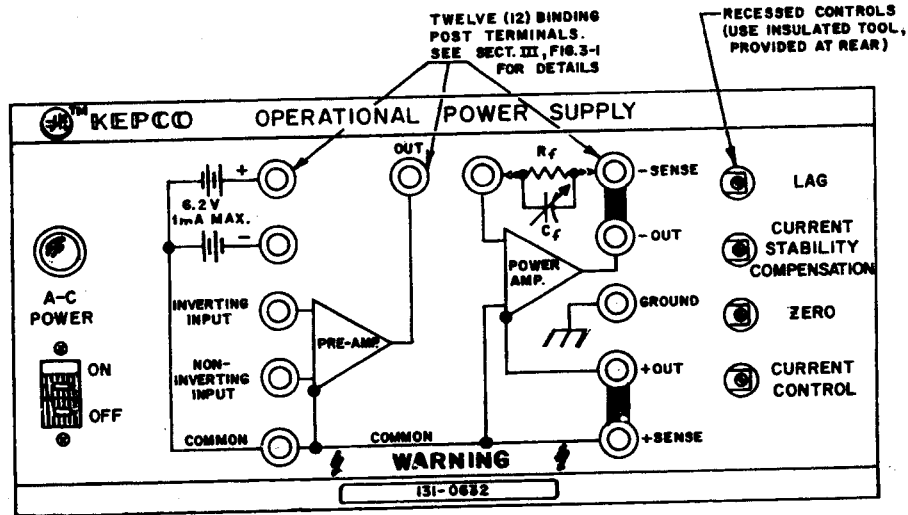 TWELVE (12) BINDING
POST TERMINALS.
SEE SECT. III, FIG. 3-1
FOR DETAILS
RECESSED CONTROLS
(USE INSULATED TOOL,
PROVIDED AT REAR)
TM KEPCO OPERATIONAL POWER SUPPLY
OUT
Rf
Cf
+
6.2 V
1mA MAX.
-
-SENSE
-OUT
POWER
AMP.
GROUND
+OUT
+SENSE
LAG
CURRENT
STABILITY
COMPENSATION
ZERO
CURRENT
CONTROL
A-C
POWER
ON
OFF
INVERTING
INPUT
PRE-AMP.
NON-
INVERTING
INPUT
COMMON
COMMON
WARNING
131-0632